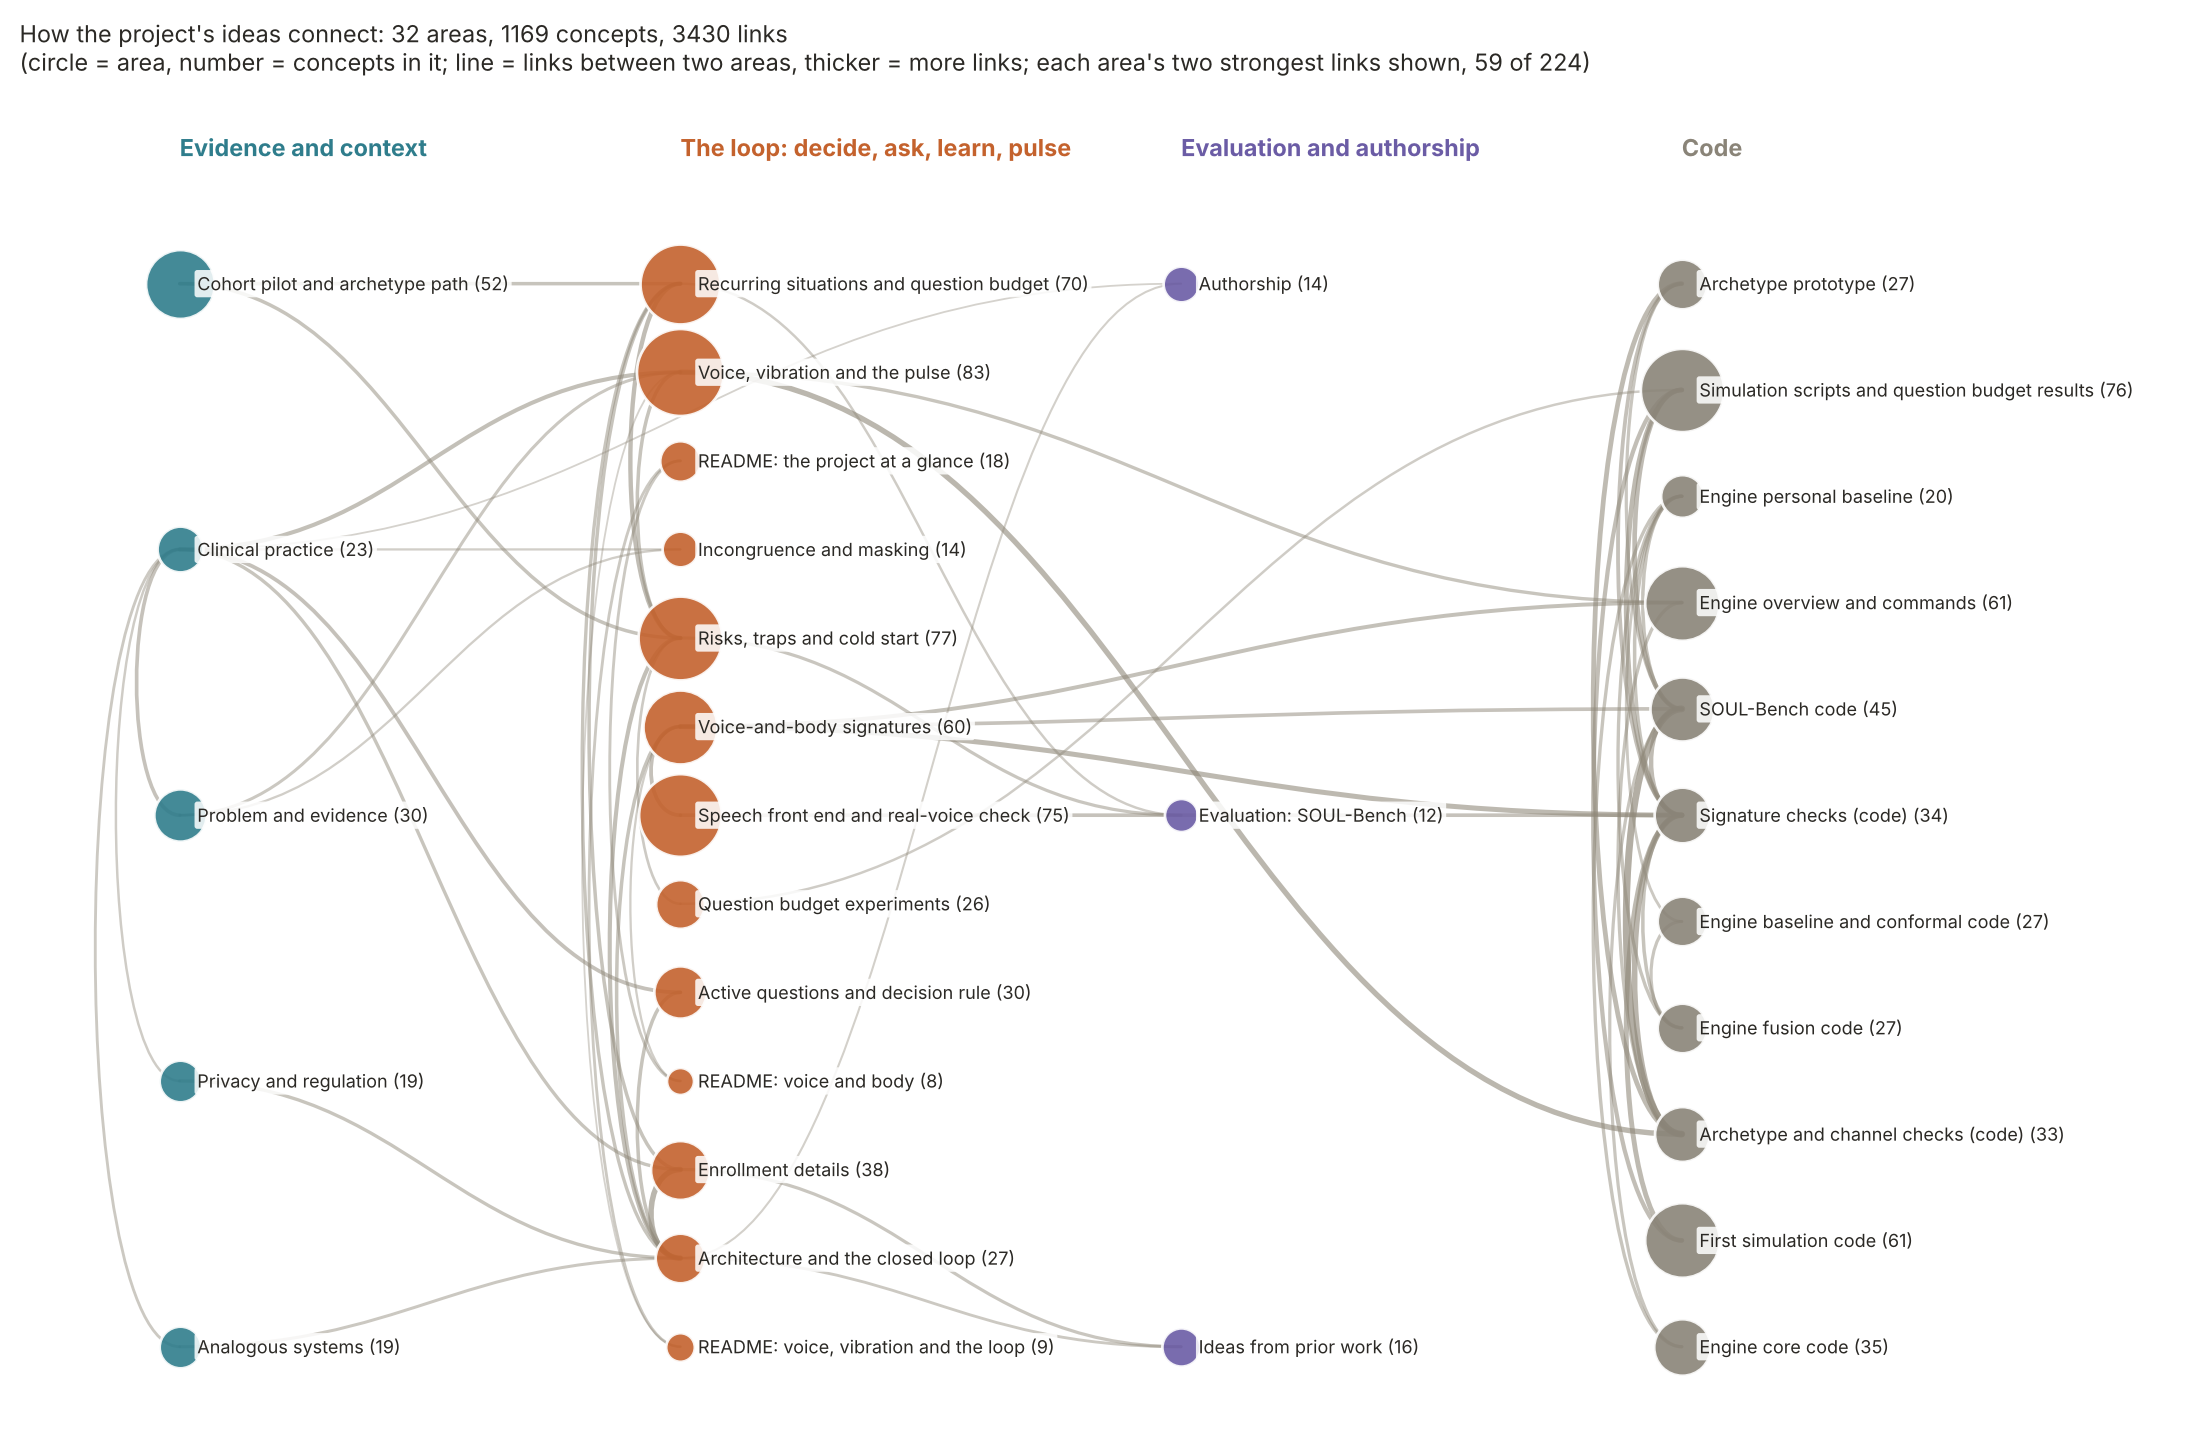 How the project's ideas connect: 32 areas, 1169 concepts, 3430 links
(circle = area, number = concepts in it; line = links between two areas, thicker = more links; each area's two strongest links shown, 59 of 224)
Evidence and context
Cohort pilot and archetype path (52)
Clinical practice (23)
Problem and evidence (30)
Privacy and regulation (19)
Analogous systems (19)
The loop: decide, ask, learn, pulse
Recurring situations and question budget (70)
Voice, vibration and the pulse (83)
README: the project at a glance (18)
Incongruence and masking (14)
Risks, traps and cold start (77)
Voice-and-body signatures (60)
Speech front end and real-voice check (75)
Question budget experiments (26)
Active questions and decision rule (30)
README: voice and body (8)
Enrollment details (38)
Architecture and the closed loop (27)
README: voice, vibration and the loop (9)
Evaluation and authorship
Authorship (14)
Evaluation: SOUL-Bench (12)
Ideas from prior work (16)
Code
Archetype prototype (27)
Simulation scripts and question budget results (76)
Engine personal baseline (20)
Engine overview and commands (61)
SOUL-Bench code (45)
Signature checks (code) (34)
Engine baseline and conformal code (27)
Engine fusion code (27)
Archetype and channel checks (code) (33)
First simulation code (61)
Engine core code (35)